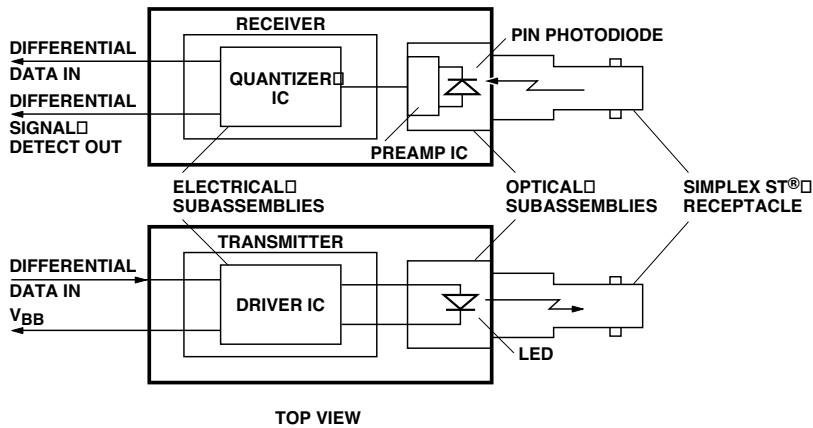 RECEIVER
PIN PHOTODIODE
DIFFERENTIAL
DATA IN
QUANTIZER□
IC
DIFFERENTIAL
SIGNAL□
DETECT OUT
PREAMP IC
ELECTRICAL□
SUBASSEMBLIES
OPTICAL□
SUBASSEMBLIES
SIMPLEX ST®□
RECEPTACLE
TRANSMITTER
DIFFERENTIAL
DATA IN
DRIVER IC
VBB
LED
TOP VIEW